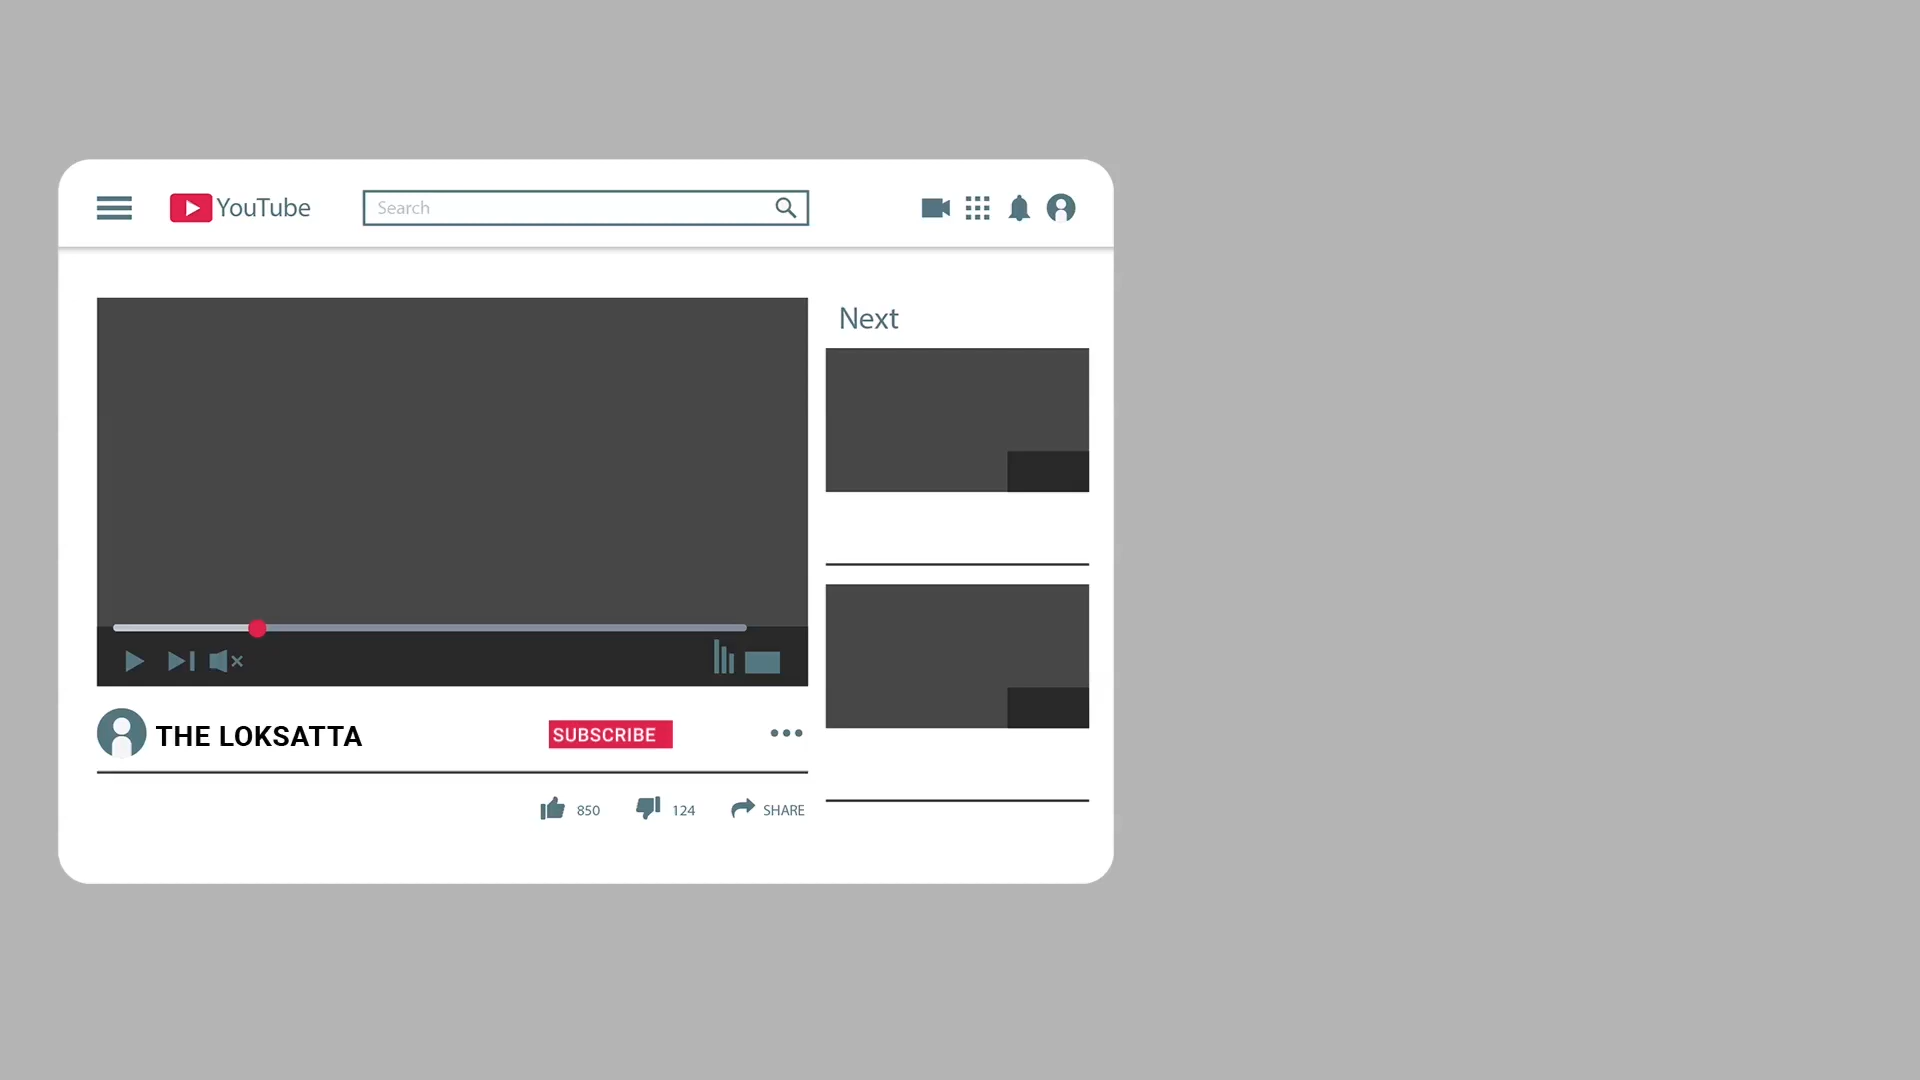 YouTube
Search
Next
THE LOKSATTA
SUBSCRIBE
850
124
SHARE